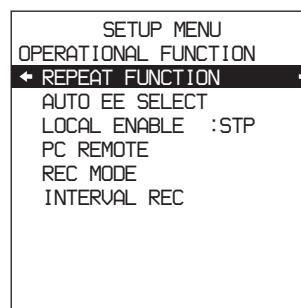 SETUP MENU
OPERATIONAL FUNCTION
REPEAT FUNCTION
AUTO EE SELECT
LOCAL ENABLE :STP
PC REMOTE
REC MODE
INTERVAL REC